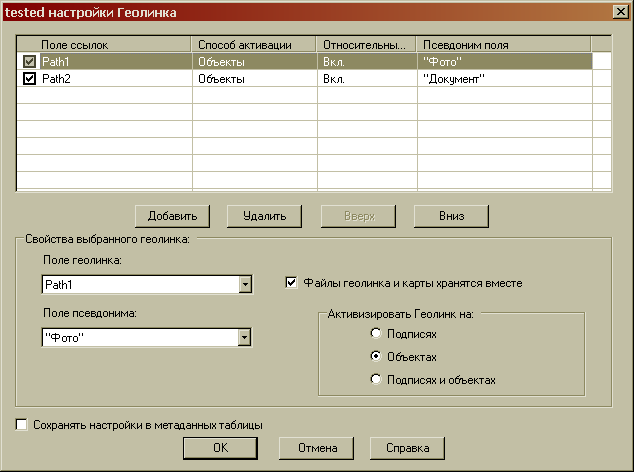 tested настройки Геолинка
Поле ссылок Способ активации Относительны... Псевдоним поля
Path1 Объекты Вкл. "Фото"
Path2 Объекты Вкл. "Документ"
Добавить Удалить Вверх Вниз
Свойства выбранного геолинка:
Поле геолинка:
Path1
Файлы геолинка и карты хранятся вместе
Поле псевдонима:
"Фото"
Активизировать Геолинк на:
Подписях
Объектах
Подписях и объектах
Сохранять настройки в метаданных таблицы
OK Отмена Справка